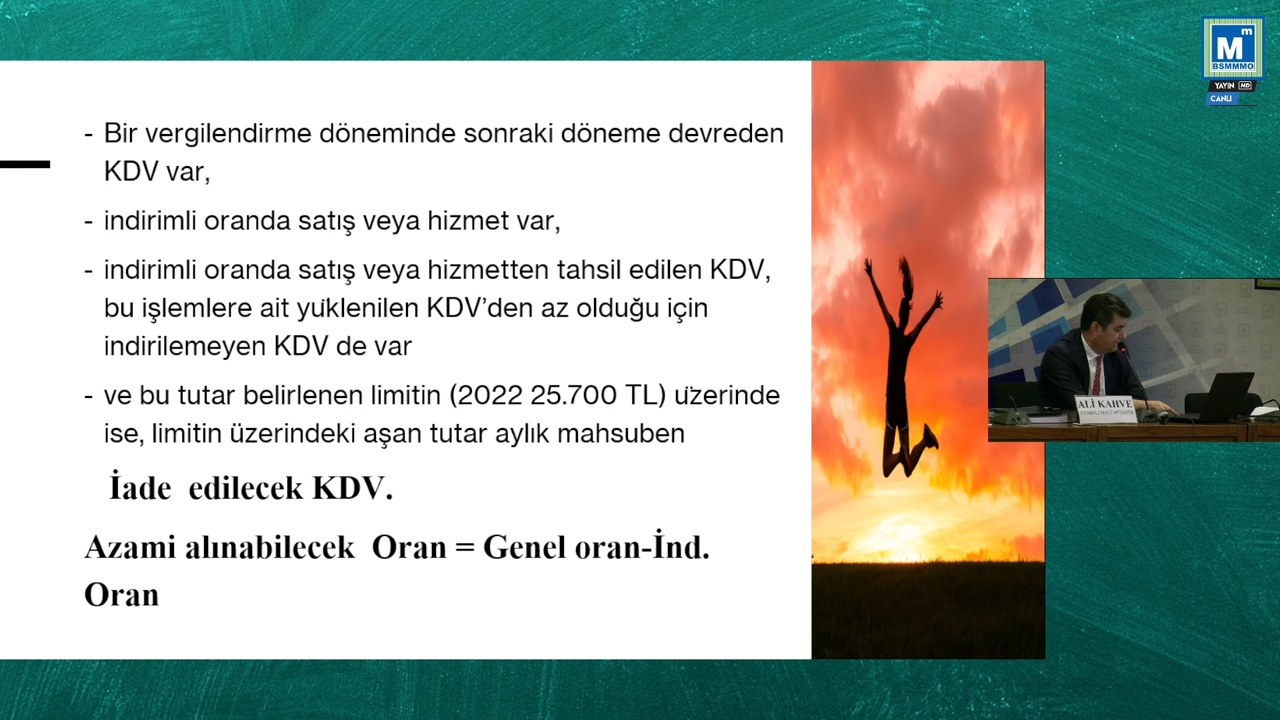 - Bir vergilendirme döneminde sonraki döneme devreden
KDV var,
- indirimli oranda satış veya hizmet var,
- indirimli oranda satış veya hizmetten tahsil edilen KDV,
bu işlemlere ait yüklenilen KDV’den az olduğu için
indirilemeyen KDV de var
- ve bu tutar belirlenen limitin (2022 25.700 TL) üzerinde
ise, limitin üzerindeki aşan tutar aylık mahsuben
İade edilecek KDV.
Azami alınabilecek Oran = Genel oran-İnd.
Oran
Mm
BSMMMO
YAYIN HD
CANLI
ALİ KAHVE